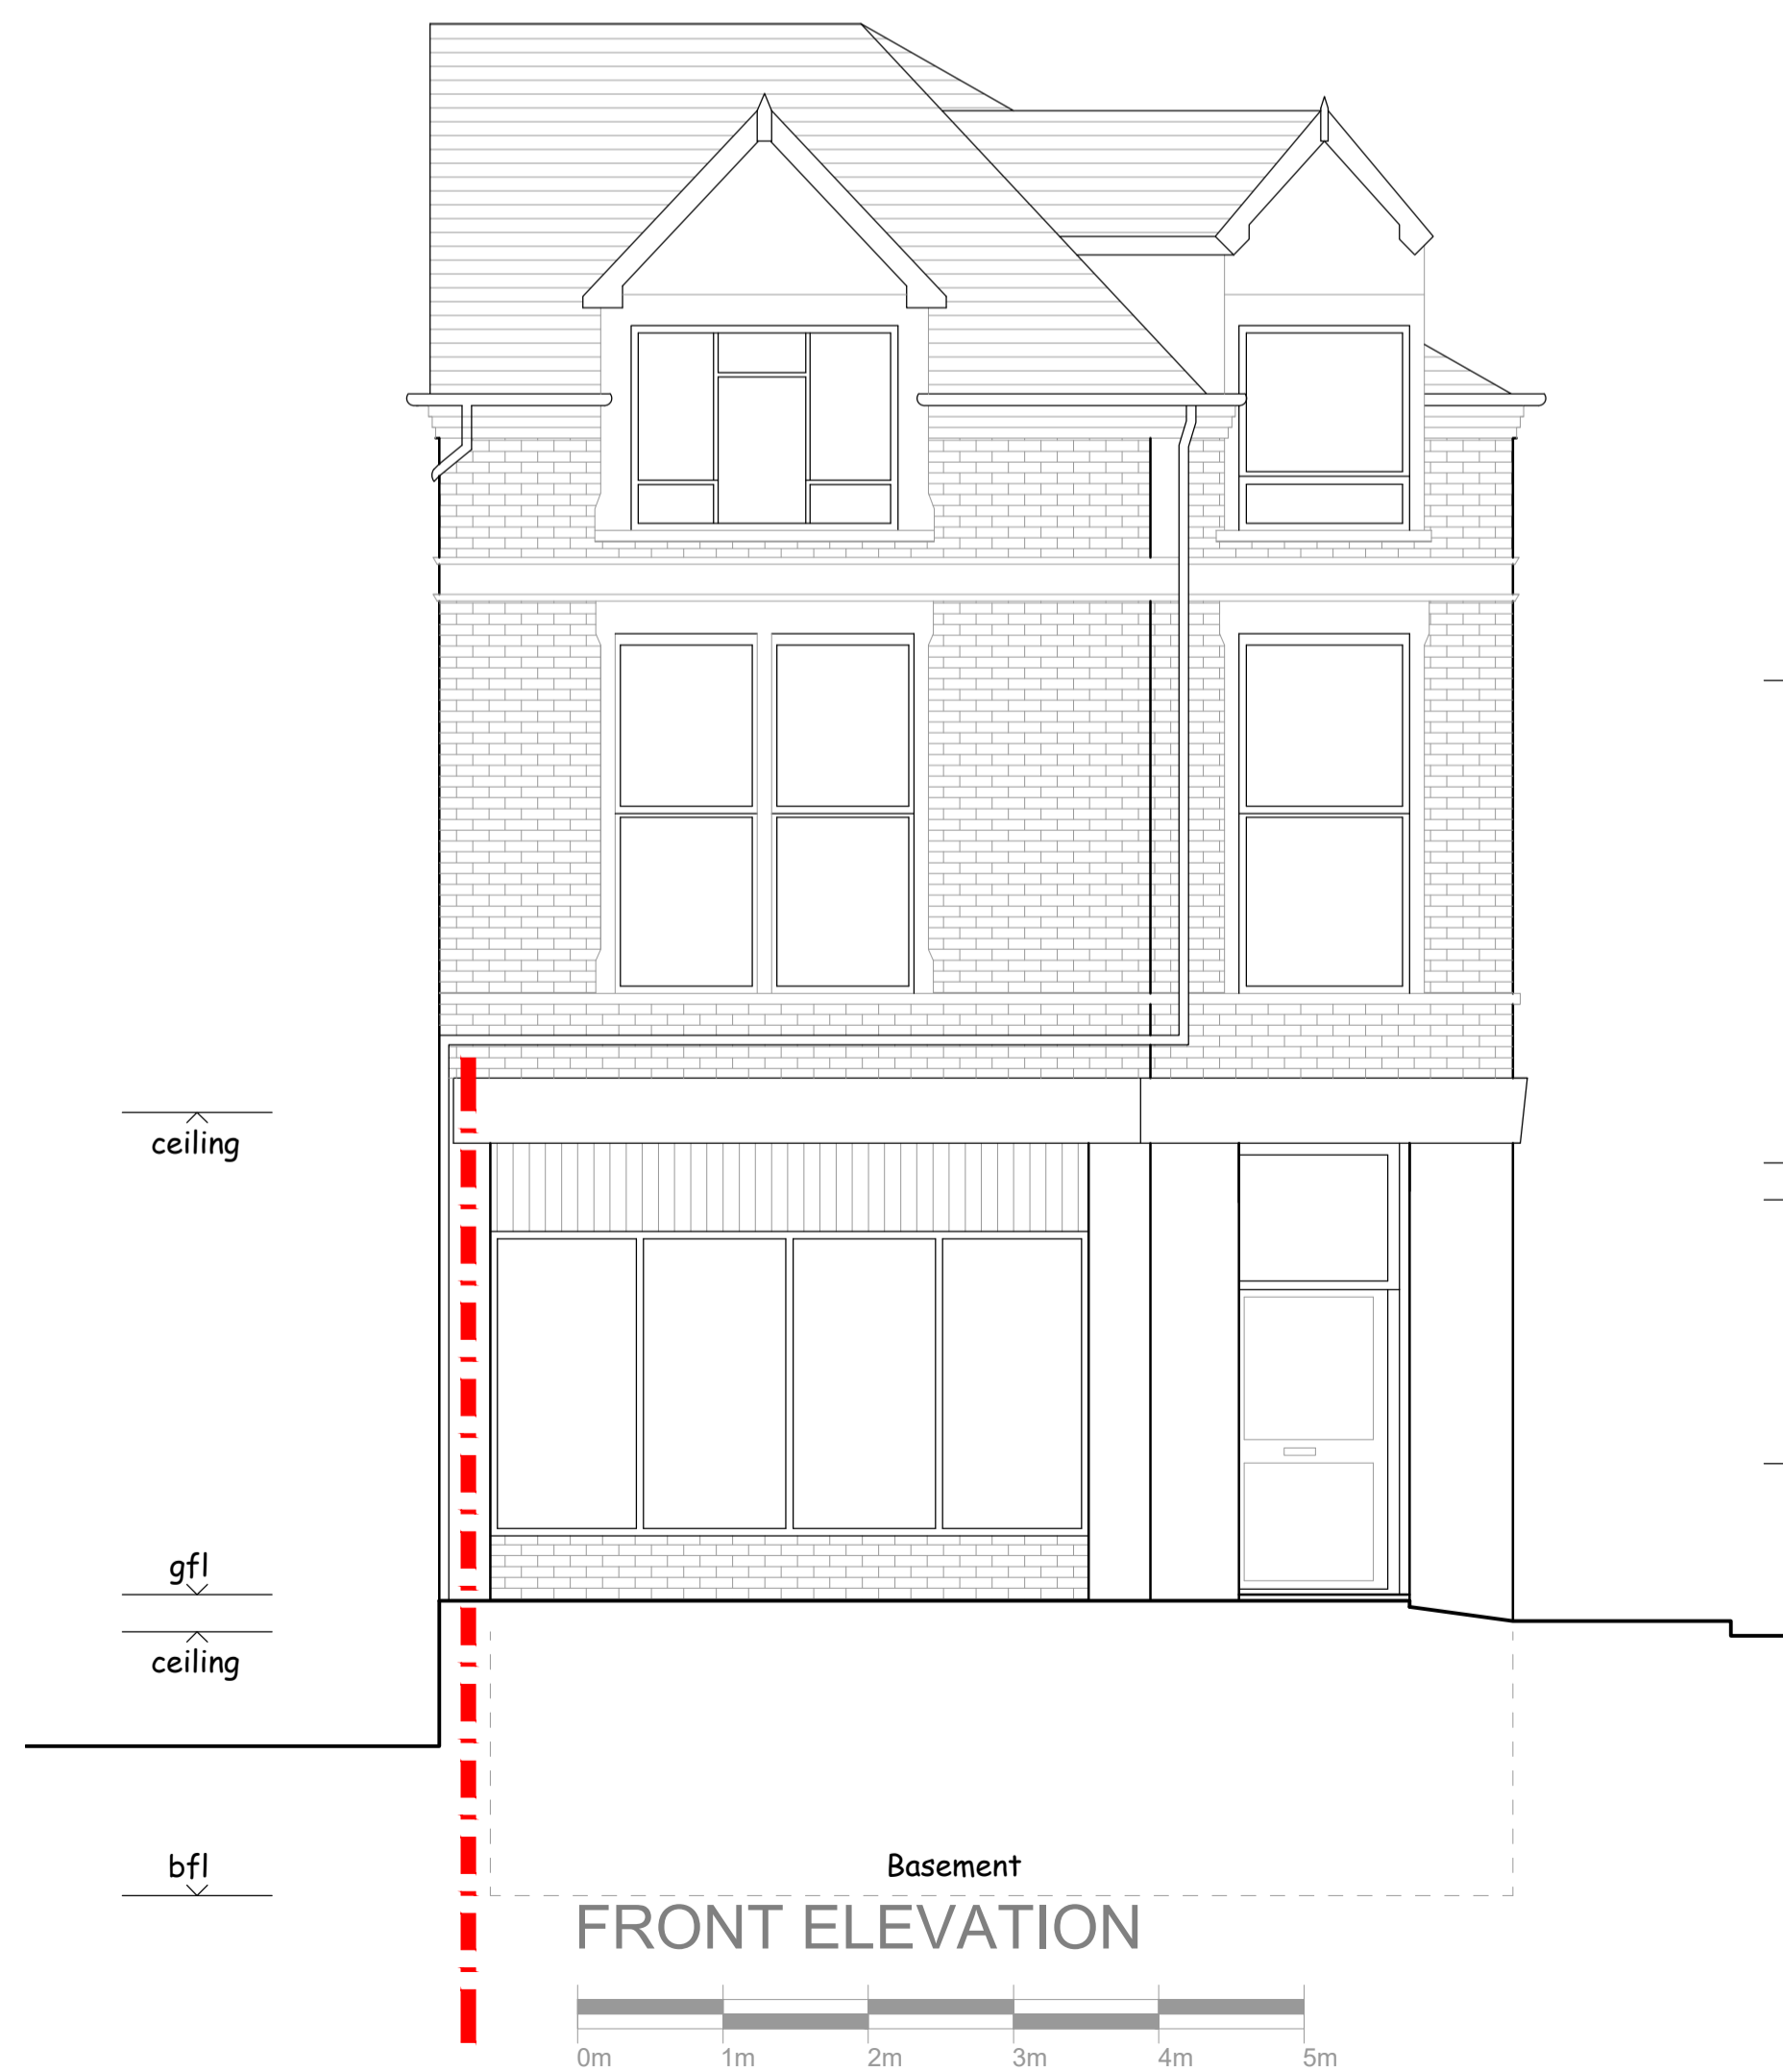 ceiling
gfl
ceiling
bfl
Basement
FRONT ELEVATION
0m 1m 2m 3m 4m 5m